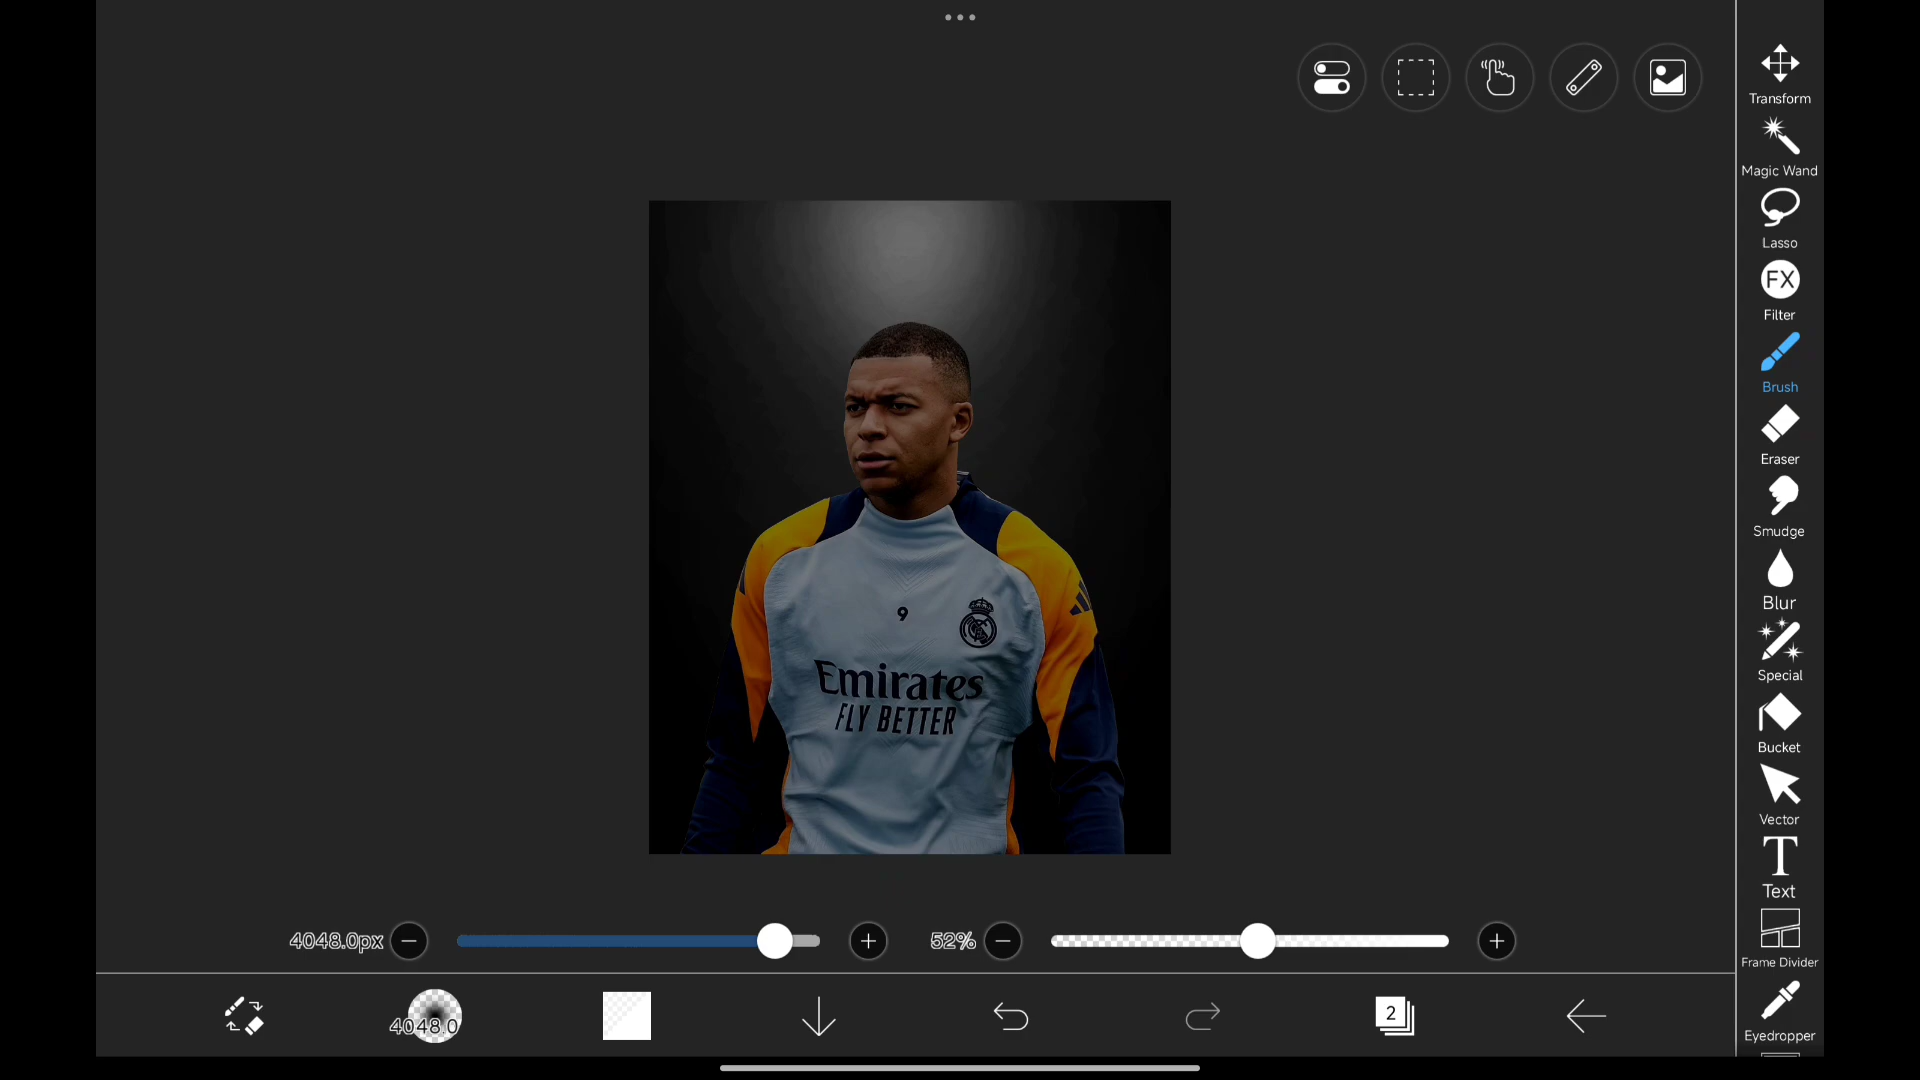 Transform
Magic Wand
Lasso
FX
Filter
Brush
Eraser
Smudge
Blur
Special
Bucket
Vector
T
Text
Frame Divider
Eyedropper
9
Emirates
FLY BETTER
4048.0px
52%
4048.0
2